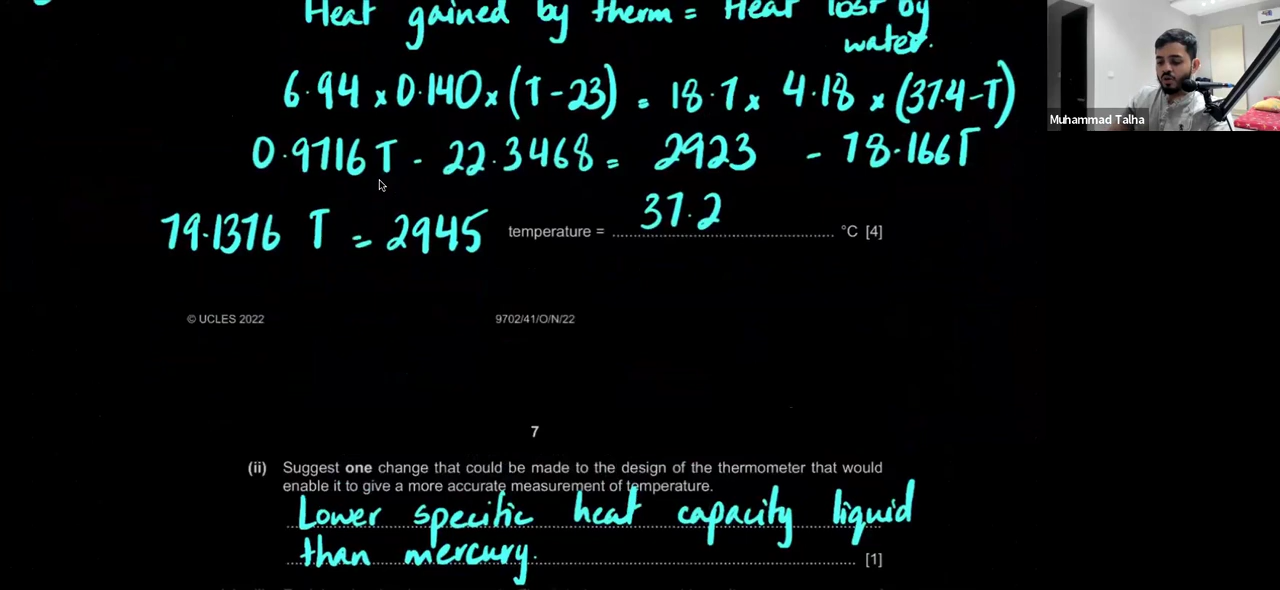 Heat gained by therm = Heat lost by
water.
6.94 x 0.140 x (T - 23) = 18.7 x 4.18 x (37.4 - T)
0.9716 T - 22.3468 = 2923 - 78.166T
79.1376 T = 2945
temperature = 37.2 °C [4]
Muhammad Talha
© UCLES 2022 9702/41/O/N/22
7
(ii) Suggest one change that could be made to the design of the thermometer that would
enable it to give a more accurate measurement of temperature.
Lower specific heat capacity liquid
than mercury. [1]